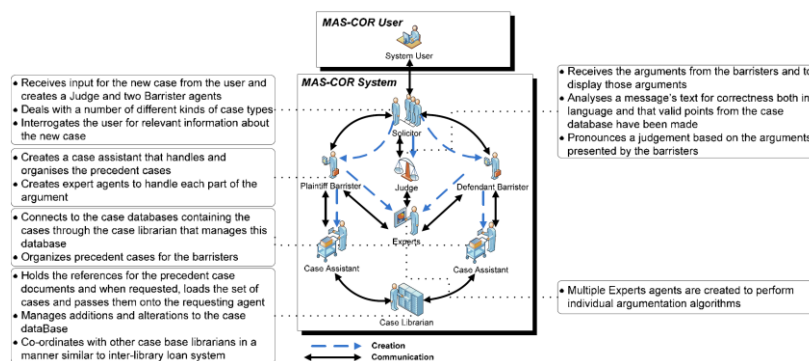 MAS-COR User
System User
MAS-COR System
Solicitor
Plaintiff Barrister
Judge
Defendant Barrister
Experts
Case Assistant
Case Assistant
Case Librarian
Creation
Communication
• Receives input for the new case from the user and
creates a Judge and two Barrister agents
• Deals with a number of different kinds of case types
• Interrogates the user for relevant information about
the new case
• Creates a case assistant that handles and
organises the precedent cases
• Creates expert agents to handle each part of the
argument
• Connects to the case databases containing the
cases through the case librarian that manages this
database
• Organizes precedent cases for the barristers
• Holds the references for the precedent case
documents and when requested, loads the set of
cases and passes them onto the requesting agent
• Manages additions and alterations to the case
dataBase
• Co-ordinates with other case base librarians in a
manner similar to inter-library loan system
• Receives the arguments from the barristers and to
display those arguments
• Analyses a message's text for correctness both in
language and that valid points from the case
database have been made
• Pronounces a judgement based on the arguments
presented by the barristers
• Multiple Experts agents are created to perform
individual argumentation algorithms